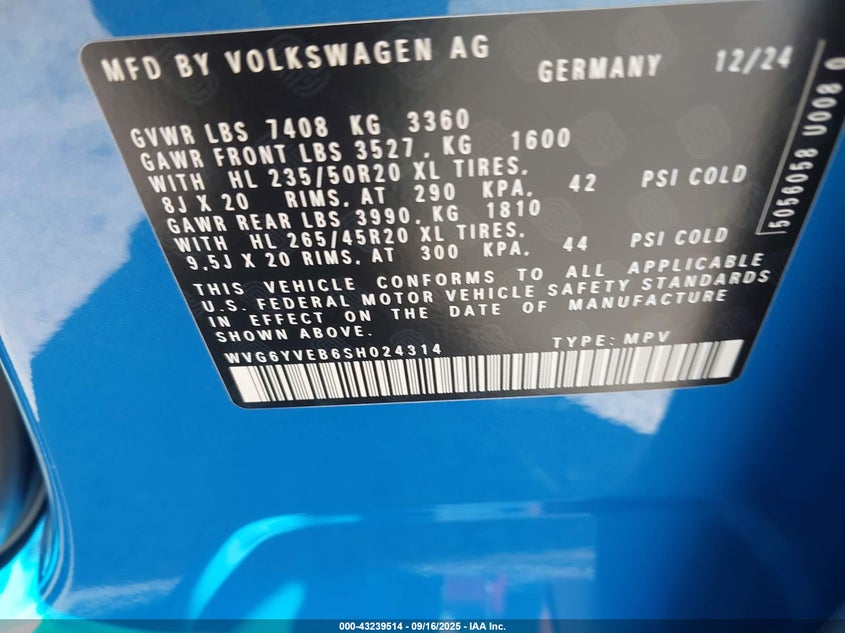 MFD BY VOLKSWAGEN AG GERMANY 12/24
GVWR LBS 7408 KG 3360
GAWR FRONT LBS 3527. KG 1600
WITH HL 235/50R20 XL TIRES.
8J X 20 RIMS. AT 290 KPA. 42 PSI COLD
GAWR REAR LBS 3990. KG 1810
WITH HL 265/45R20 XL TIRES.
9.5J X 20 RIMS. AT 300 KPA. 44 PSI COLD
THIS VEHICLE CONFORMS TO ALL APPLICABLE
U.S. FEDERAL MOTOR VEHICLE SAFETY STANDARDS
IN EFFECT ON THE DATE OF MANUFACTURE
SHOWN ABOVE.
WVG6YVEB6SH024314 TYPE: MPV
5056058 U008 0
000-43239514 - 09/16/2025 - IAA Inc.